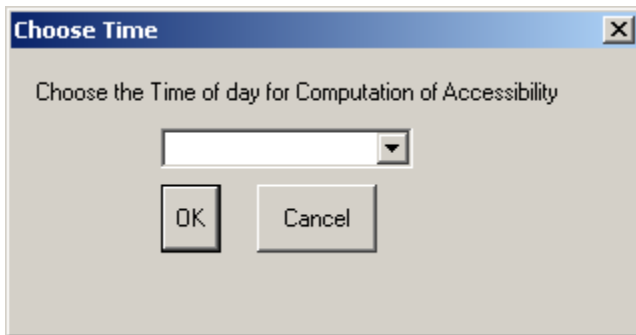 Choose Time
Choose the Time of day for Computation of Accessibility
OK
Cancel